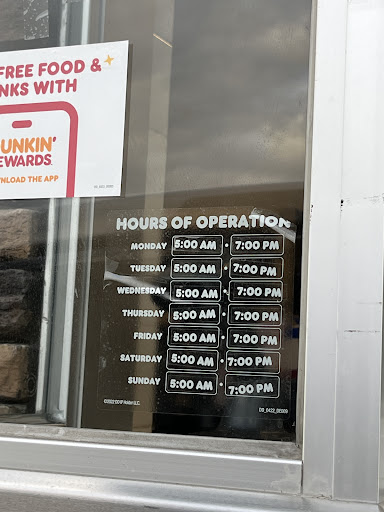 FREE FOOD &
NKS WITH
UNKIN'
EWARDS
NLOAD THE APP
HOURS OF OPERATION
MONDAY 5:00 AM • 7:00 PM
TUESDAY 5:00 AM • 7:00 PM
WEDNESDAY 5:00 AM • 7:00 PM
THURSDAY 5:00 AM • 7:00 PM
FRIDAY 5:00 AM • 7:00 PM
SATURDAY 5:00 AM • 7:00 PM
SUNDAY 5:00 AM • 7:00 PM